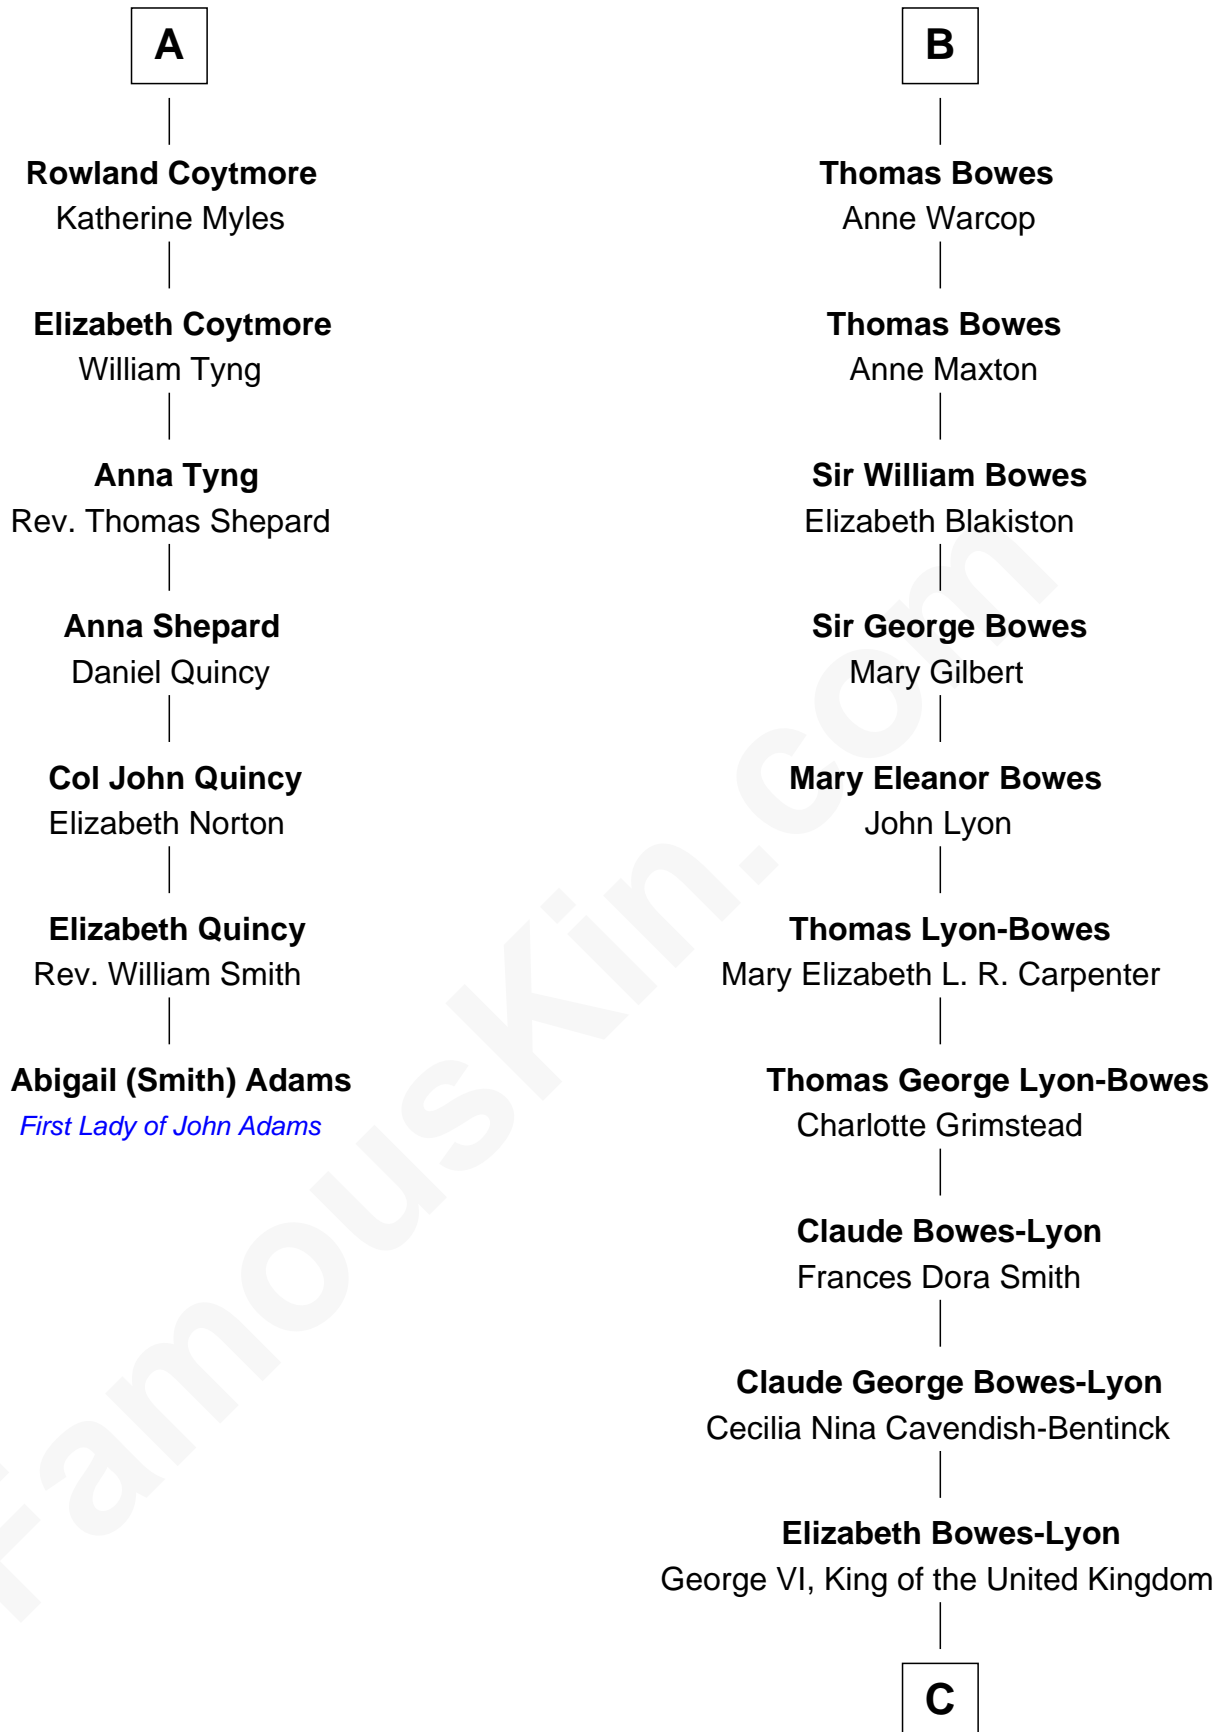 A
Rowland Coytmore
Katherine Myles
Elizabeth Coytmore
William Tyng
Anna Tyng
Rev. Thomas Shepard
Anna Shepard
Daniel Quincy
Col John Quincy
Elizabeth Norton
Elizabeth Quincy
Rev. William Smith
Abigail (Smith) Adams
First Lady of John Adams
B
Thomas Bowes
Anne Warcop
Thomas Bowes
Anne Maxton
Sir William Bowes
Elizabeth Blakiston
Sir George Bowes
Mary Gilbert
Mary Eleanor Bowes
John Lyon
Thomas Lyon-Bowes
Mary Elizabeth L. R. Carpenter
Thomas George Lyon-Bowes
Charlotte Grimstead
Claude Bowes-Lyon
Frances Dora Smith
Claude George Bowes-Lyon
Cecilia Nina Cavendish-Bentinck
Elizabeth Bowes-Lyon
George VI, King of the United Kingdom
C
FamousKin.com